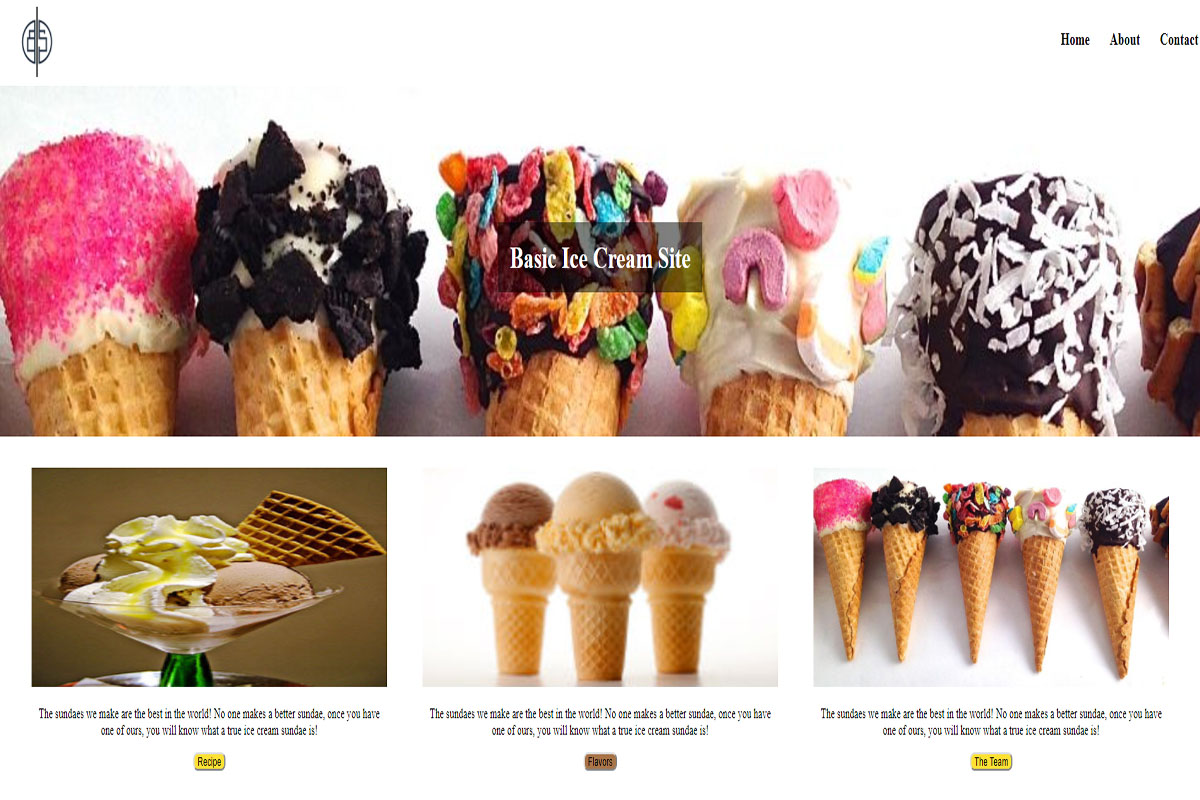 Home About Contact
Basic Ice Cream Site
The sundaes we make are the best in the world! No one makes a better sundae, once you have
one of ours, you will know what a true ice cream sundae is!
Recipe
The sundaes we make are the best in the world! No one makes a better sundae, once you have
one of ours, you will know what a true ice cream sundae is!
Flavors
The sundaes we make are the best in the world! No one makes a better sundae, once you have
one of ours, you will know what a true ice cream sundae is!
The Team